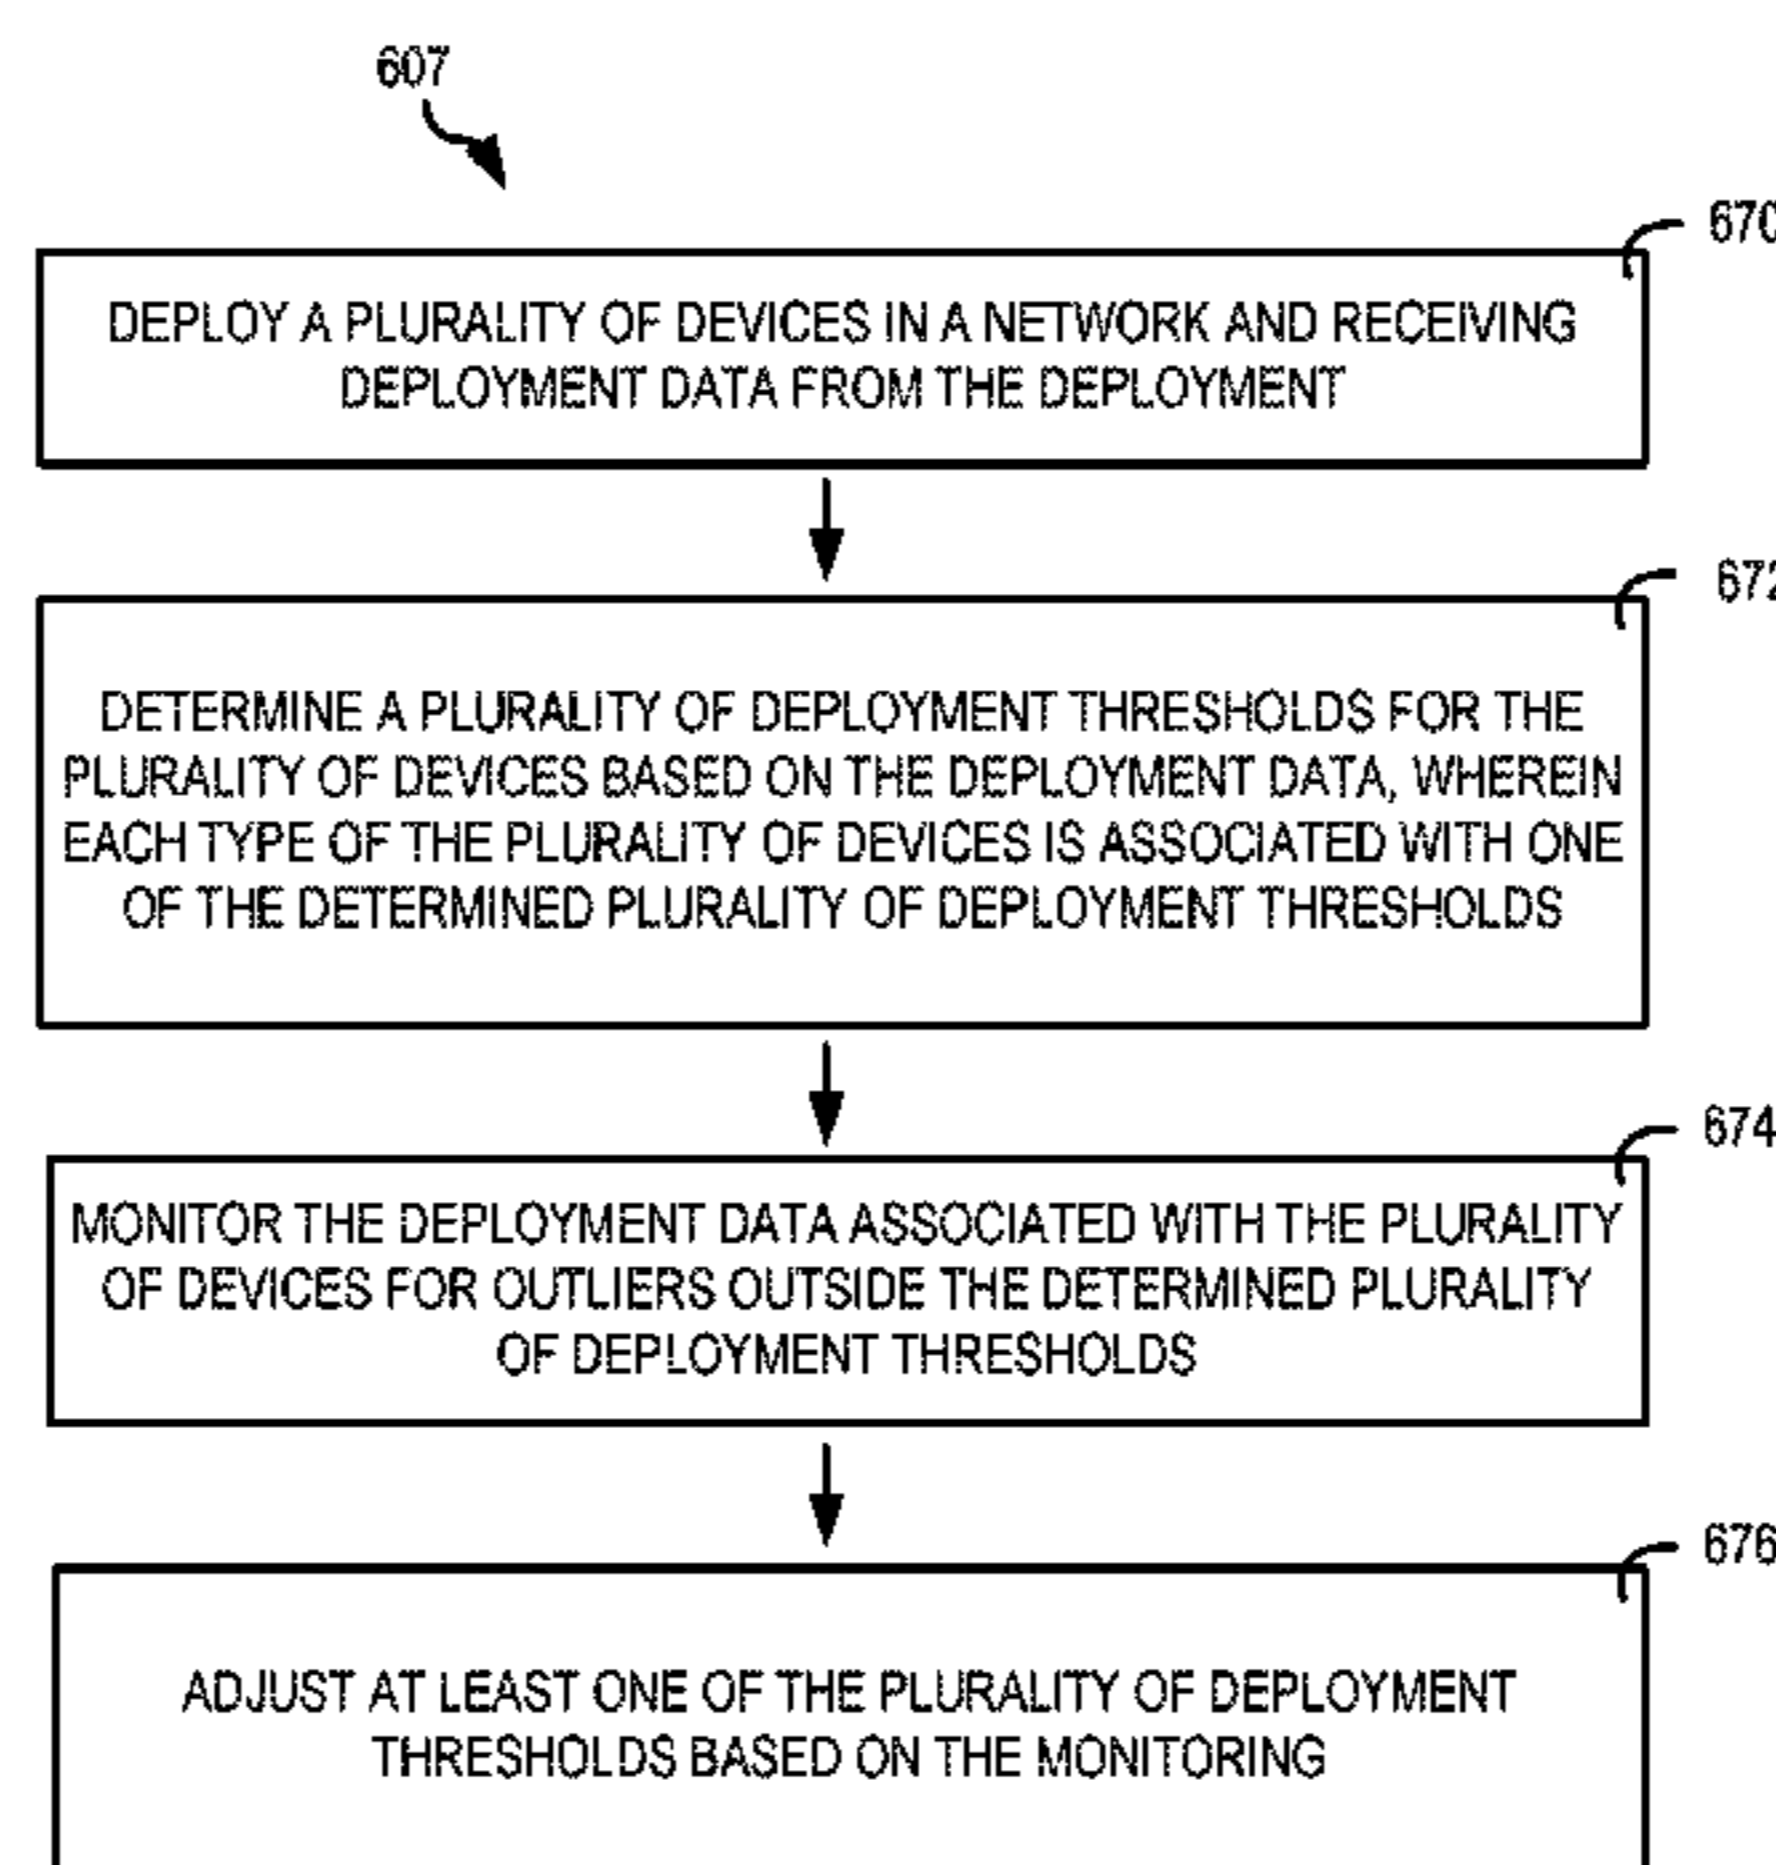 607
670
DEPLOY A PLURALITY OF DEVICES IN A NETWORK AND RECEIVING
DEPLOYMENT DATA FROM THE DEPLOYMENT
672
DETERMINE A PLURALITY OF DEPLOYMENT THRESHOLDS FOR THE
PLURALITY OF DEVICES BASED ON THE DEPLOYMENT DATA, WHEREIN
EACH TYPE OF THE PLURALITY OF DEVICES IS ASSOCIATED WITH ONE
OF THE DETERMINED PLURALITY OF DEPLOYMENT THRESHOLDS
674
MONITOR THE DEPLOYMENT DATA ASSOCIATED WITH THE PLURALITY
OF DEVICES FOR OUTLIERS OUTSIDE THE DETERMINED PLURALITY
OF DEPLOYMENT THRESHOLDS
676
ADJUST AT LEAST ONE OF THE PLURALITY OF DEPLOYMENT
THRESHOLDS BASED ON THE MONITORING